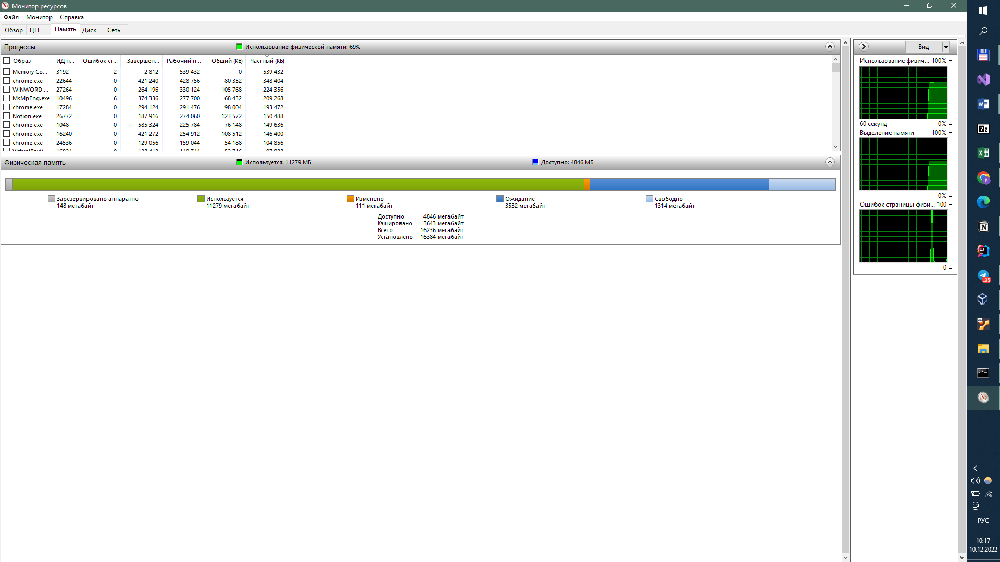 Монитор ресурсов
Файл Монитор Справка
Обзор ЦП Память Диск Сеть
Процессы Использование физической памяти: 69%
Образ ИД п... Ошибок ст... Завершен... Рабочий н... Общий (КБ) Частный (КБ)
Memory Co... 3192 2 2 812 539 432 0 539 432
chrome.exe 22644 0 421 240 428 756 80 352 348 404
WINWORD.... 27264 0 264 196 330 124 105 768 224 356
MsMpEng.exe 10496 6 374 336 277 700 68 432 209 268
chrome.exe 17284 0 294 124 291 476 98 004 193 472
Notion.exe 26772 0 187 916 274 060 123 572 150 488
chrome.exe 1048 0 585 324 225 784 76 148 149 636
chrome.exe 16240 0 421 272 254 912 108 512 146 400
chrome.exe 24536 0 129 056 159 044 54 188 104 856
Физическая память Используется: 11279 МБ Доступно: 4846 МБ
Зарезервировано аппаратно Используется Изменено Ожидание Свободно
148 мегабайт 11279 мегабайт 111 мегабайт 3532 мегабайт 1314 мегабайт
Доступно 4846 мегабайт
Кэшировано 3643 мегабайт
Всего 16236 мегабайт
Установлено 16384 мегабайт
Вид
Использование физич... 100%
60 секунд 0%
Выделение памяти 100%
0%
Ошибок страницы физи... 100
0
7z
R
IJ
.05
РУС
10:17
10.12.2022